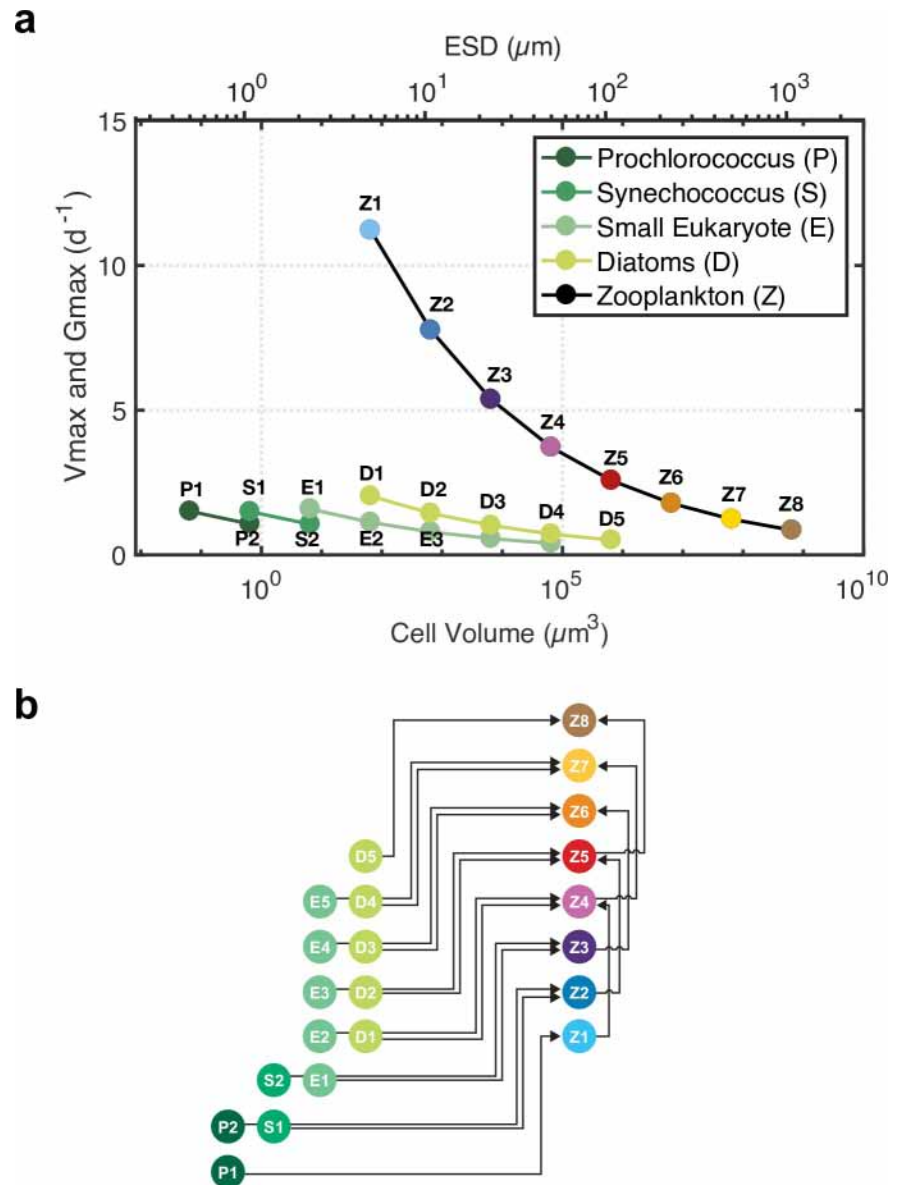 a
ESD (μm)
10^0 10^1 10^2 10^3
15
10
5
0
Vmax and Gmax (d^-1)
Prochlorococcus (P)
Synechococcus (S)
Small Eukaryote (E)
Diatoms (D)
Zooplankton (Z)
Z1
Z2
Z3
Z4
Z5
Z6
Z7
Z8
P1 S1 E1 D1 D2 D3 D4 D5
P2 S2 E2 E3
10^0 10^5 10^10
Cell Volume (μm^3)
b
Z8
Z7
Z6
D5 Z5
E5 D4 Z4
E4 D3 Z3
E3 D2 Z2
E2 D1 Z1
S2 E1
P2 S1
P1